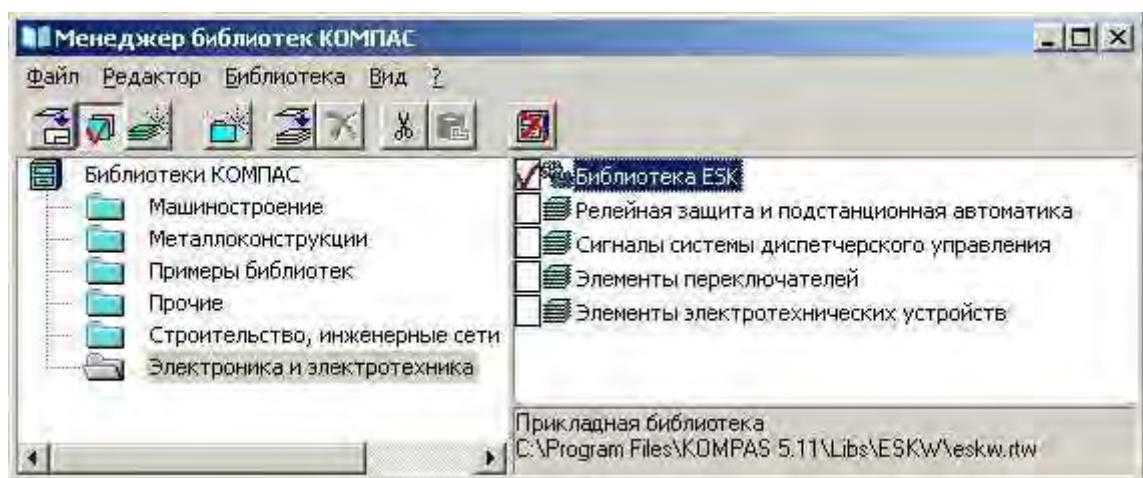 Менеджер библиотек КОМПАС
Файл Редактор Библиотека Вид ?
Библиотеки КОМПАС
Машиностроение
Металлоконструкции
Примеры библиотек
Прочие
Строительство, инженерные сети
Электроника и электротехника
Библиотека ESK
Релейная защита и подстанционная автоматика
Сигналы системы диспетчерского управления
Элементы переключателей
Элементы электротехнических устройств
Прикладная библиотека
C:\Program Files\KOMPAS 5.11\Libs\ESKW\eskw.rtw